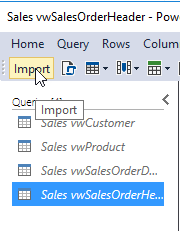 Sales vwSalesOrderHeader - Pow
Home Query Rows Colum
Import
Import
Sales vwCustomer
Sales vwProduct
Sales vwSalesOrderD...
Sales vwSalesOrderHe...